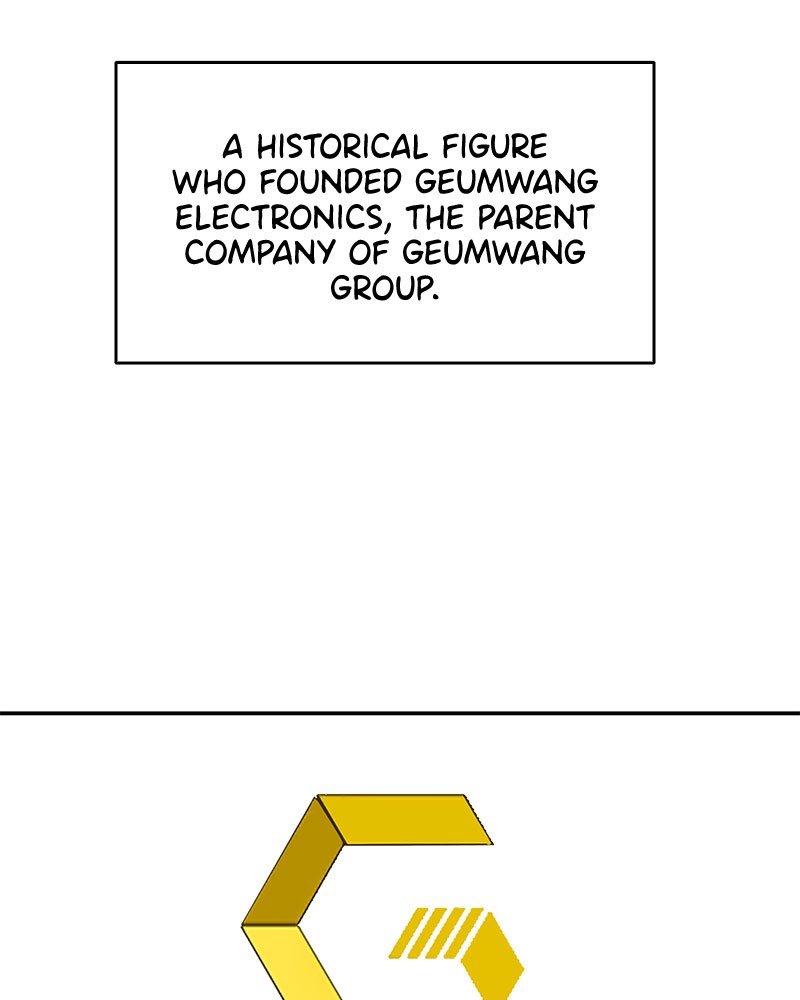 A HISTORICAL FIGURE
WHO FOUNDED GEUMWANG
ELECTRONICS, THE PARENT
COMPANY OF GEUMWANG
GROUP.